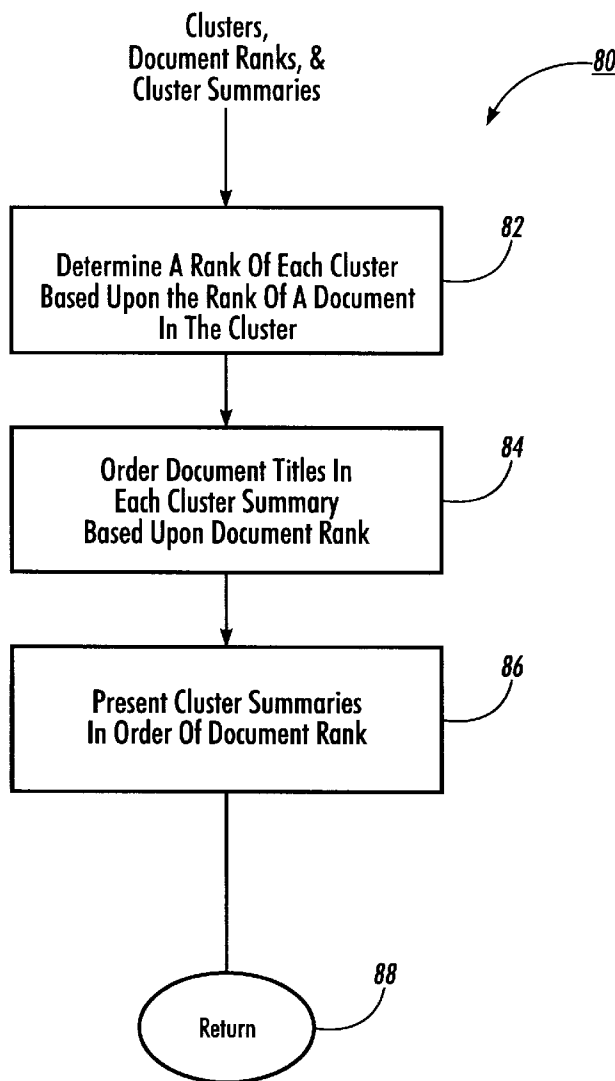 Clusters,
Document Ranks, &
Cluster Summaries
80
82
Determine A Rank Of Each Cluster
Based Upon the Rank Of A Document
In The Cluster
84
Order Document Titles In
Each Cluster Summary
Based Upon Document Rank
86
Present Cluster Summaries
In Order Of Document Rank
88
Return